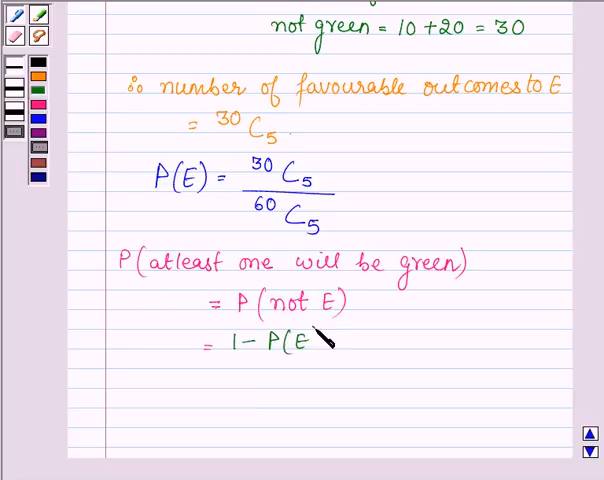 not green = 10 + 20 = 30
∴ number of favourable outcomes to E
= ³⁰C₅.
P(E) = ³⁰C₅ / ⁶⁰C₅
P(atleast one will be green)
= P(not E)
= 1 - P(E